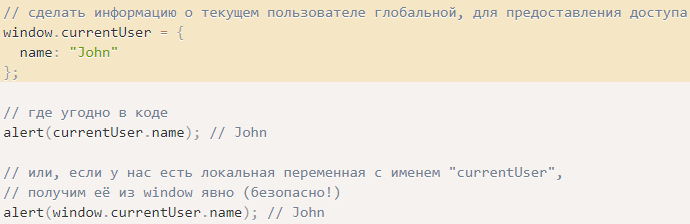 // сделать информацию о текущем пользователе глобальной, для предоставления доступа
window.currentUser = {
  name: "John"
};
// где угодно в коде
alert(currentUser.name); // John
// или, если у нас есть локальная переменная с именем "currentUser",
// получим её из window явно (безопасно!)
alert(window.currentUser.name); // John